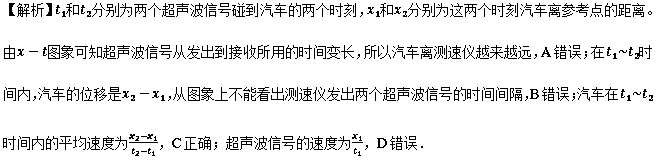 【解析】t₁和t₂分别为两个超声波信号碰到汽车的两个时刻,x₁和x₂分别为这两个时刻汽车离参考点的距离。
由x－t图象可知超声波信号从发出到接收所用的时间变长,所以汽车离测速仪越来越远,A错误;在t₁~t₂时
间内,汽车的位移是x₂－x₁,从图象上不能看出测速仪发出两个超声波信号的时间间隔,B错误;汽车在t₁~t₂
时间内的平均速度为\frac{x₂−x₁}{t₂−t₁}，C正确；超声波信号的速度为\frac{x₁}{t₁}，D错误.